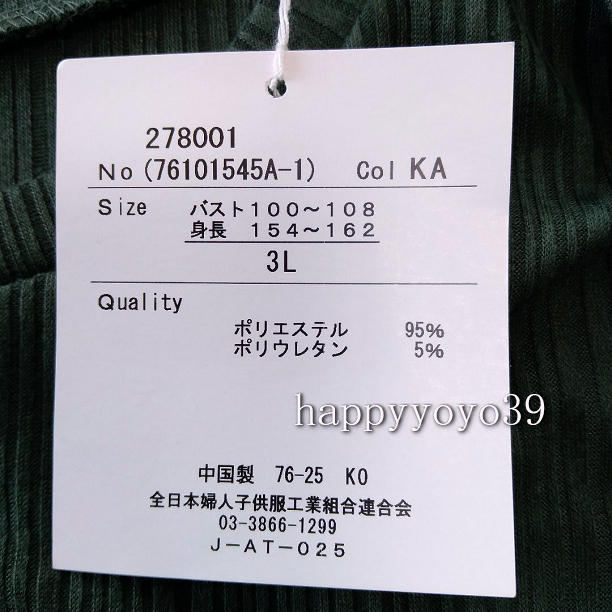 278001
No (76101545A-1) Col KA
Size バスト100～108
身長 154～162
3L
Quality
ポリエステル 95%
ポリウレタン 5%
happyyoyo39
中国製 76-25 KO
全日本婦人子供服工業組合連合会
03-3866-1299
J-AT-025